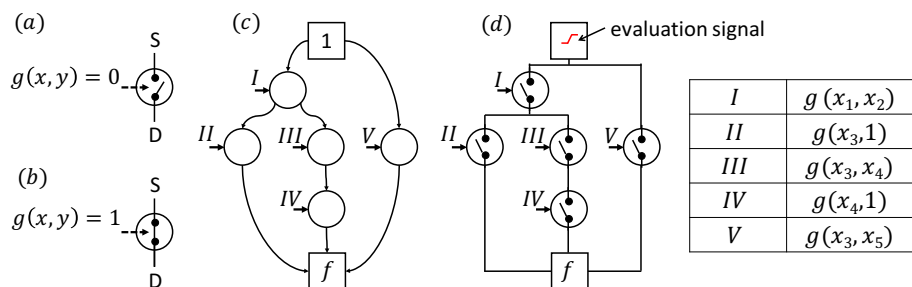 (a)
S
g(x, y) = 0
D
(b)
S
g(x, y) = 1
D
(c)
1
I
II
III
V
IV
f
(d)
evaluation signal
I
II
III
V
IV
f
I g(x₁, x₂)
II g(x₃,1)
III g(x₃, x₄)
IV g(x₄,1)
V g(x₃, x₅)